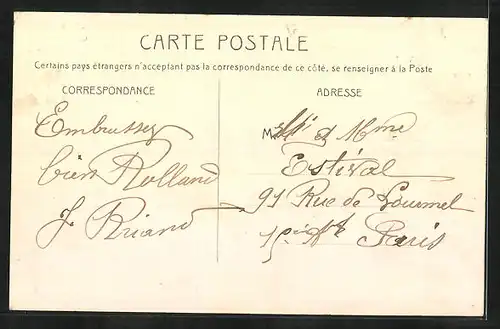 CARTE POSTALE
Certains pays étrangers n'acceptant pas la correspondance de ce côté, se renseigner à la Poste
CORRESPONDANCE
Embrassez
bien Rolland
J Briand
ADRESSE
M et Mme
Estival
91 Rue de Lourmel
15e Paris